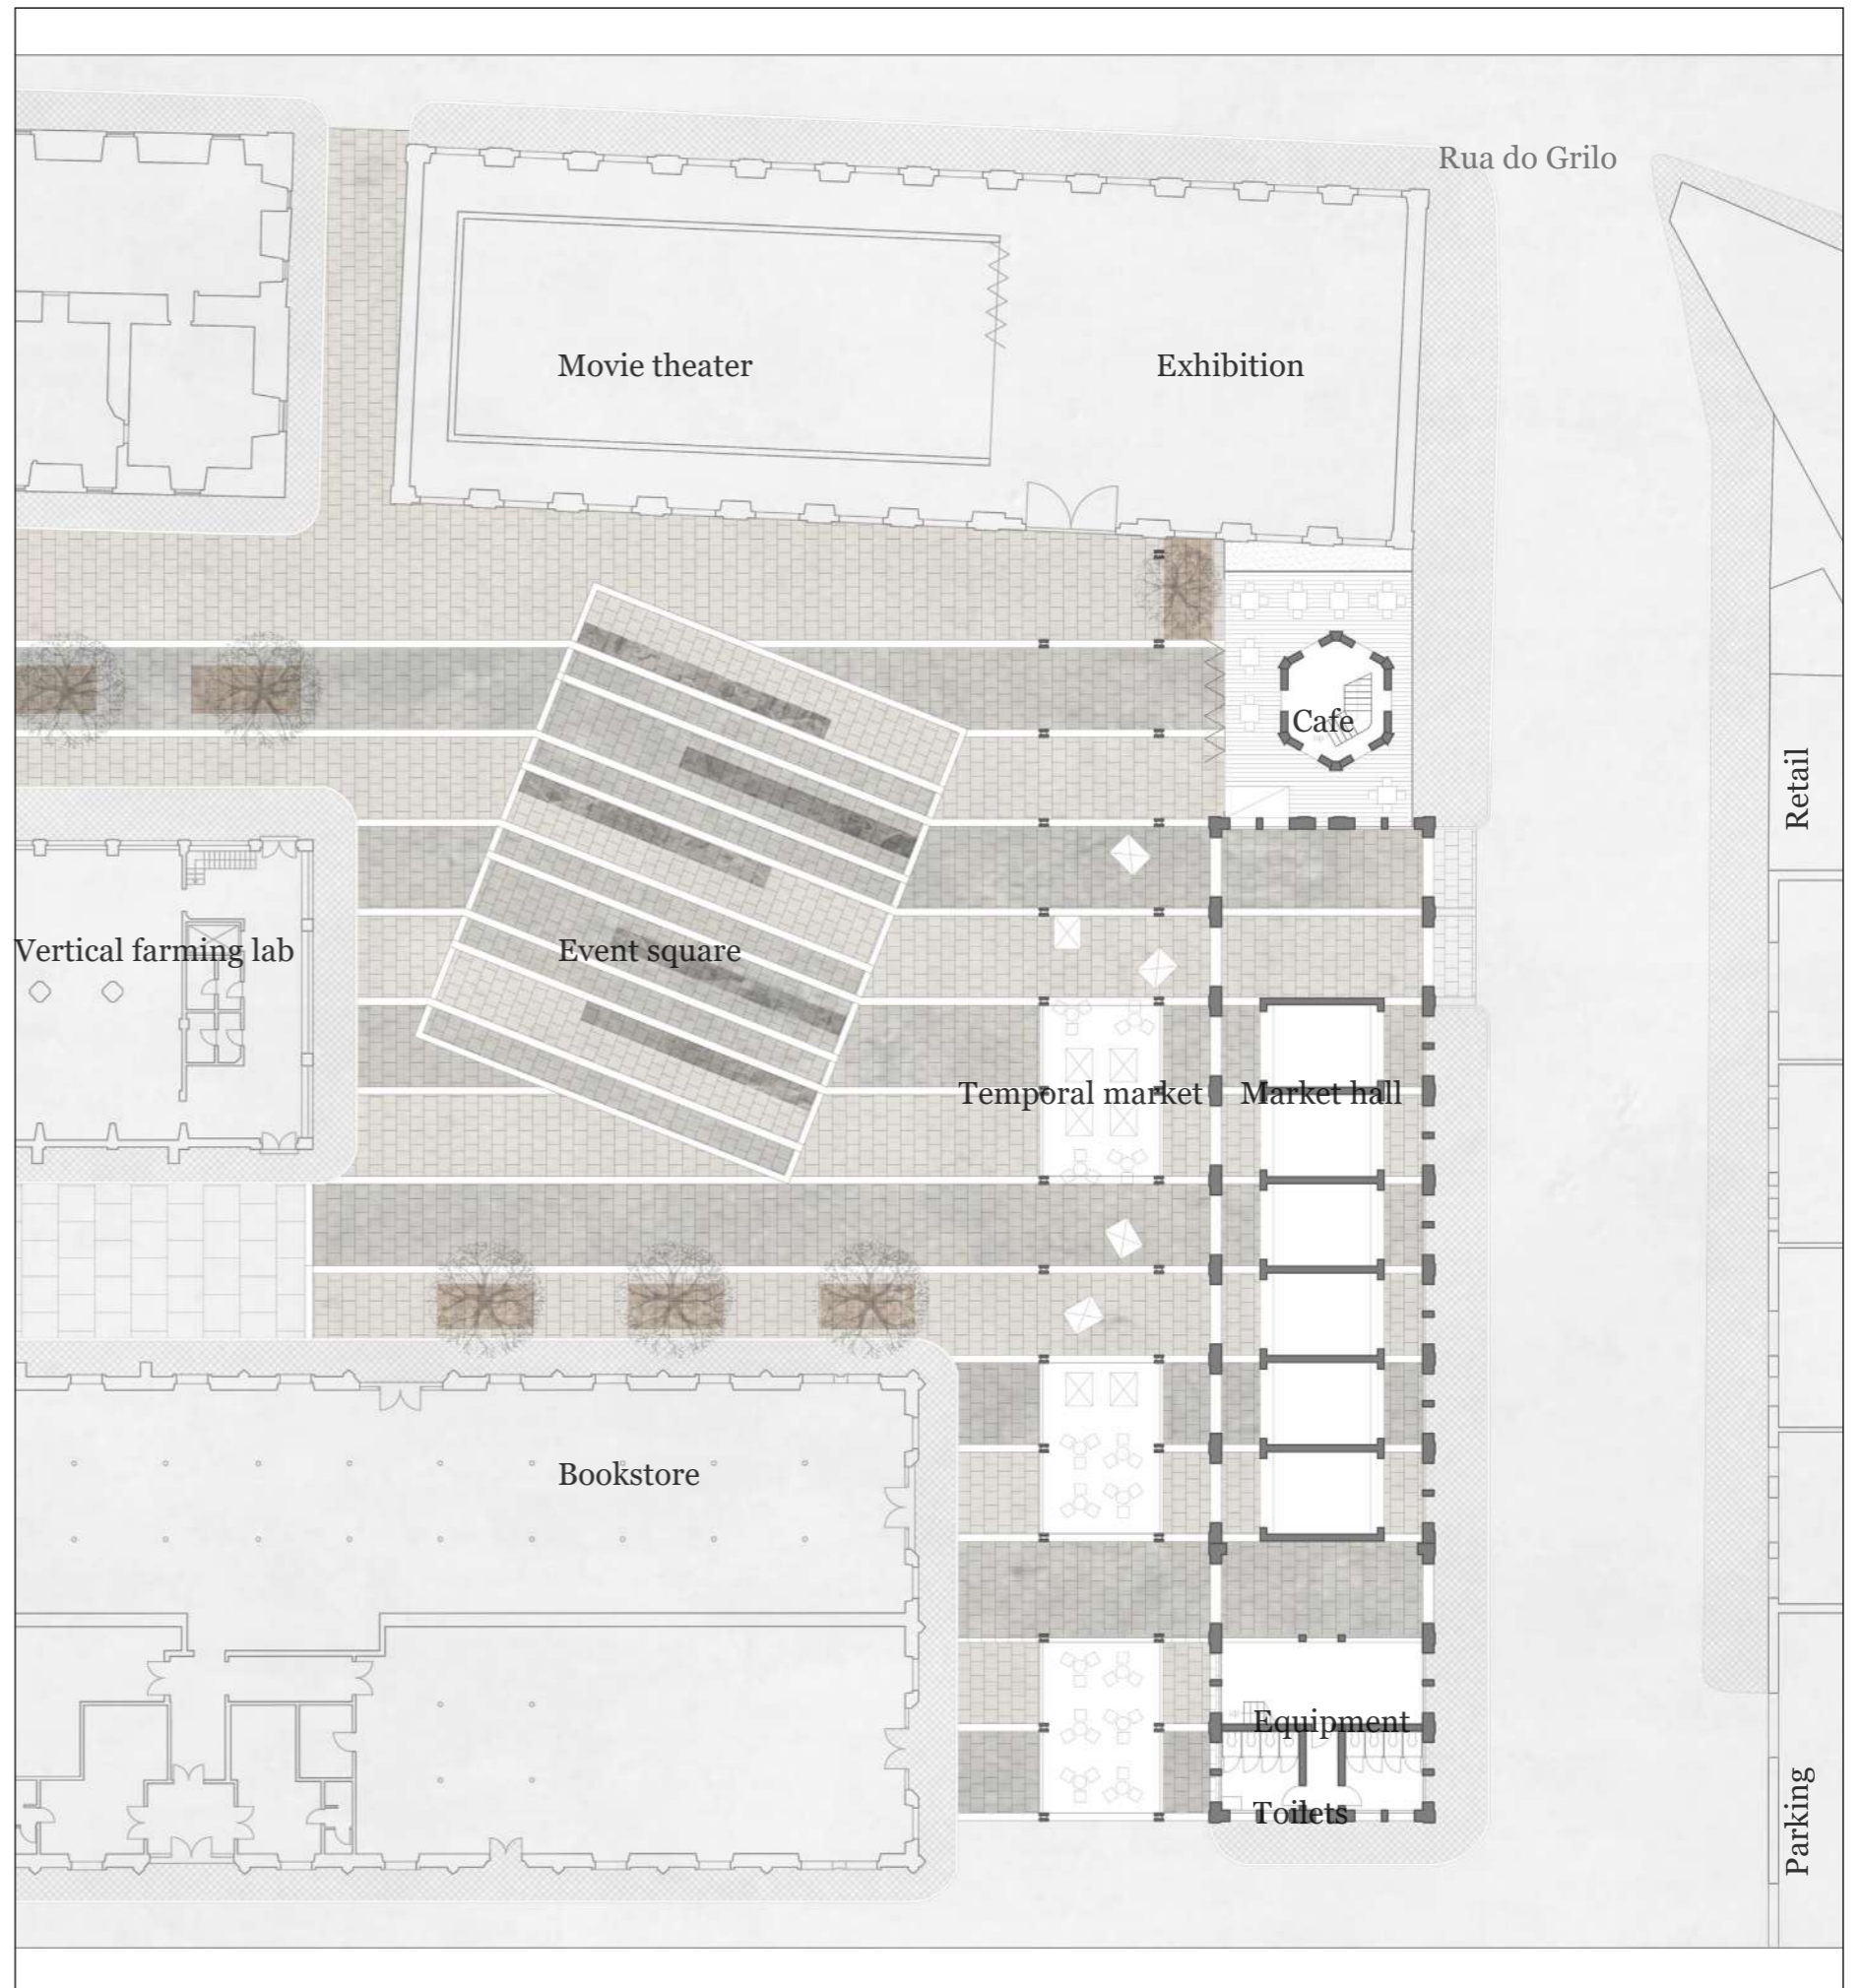 Rua do Grilo
Movie theater
Exhibition
Cafe
Retail
Vertical farming lab
Event square
Temporal market
Market hall
Bookstore
Equipment
Toilets
Parking